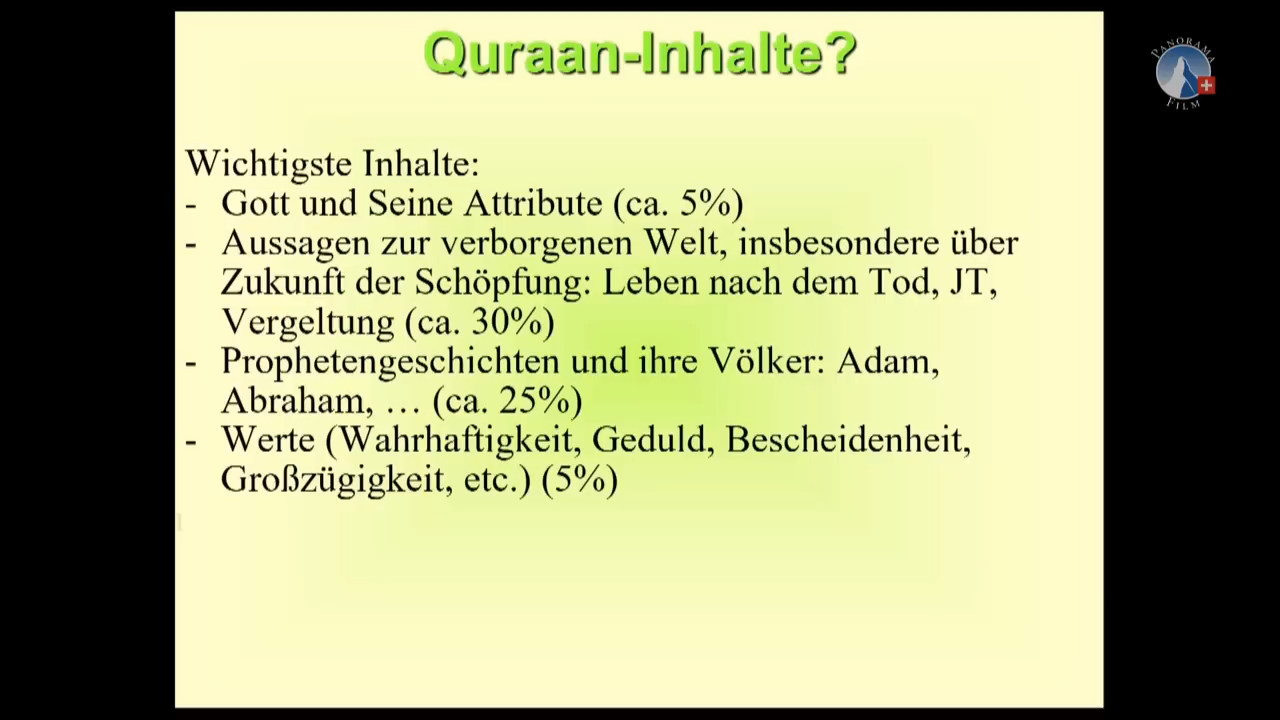 Quraan-Inhalte?
PANORAMA
FILM
Wichtigste Inhalte:
- Gott und Seine Attribute (ca. 5%)
- Aussagen zur verborgenen Welt, insbesondere über
Zukunft der Schöpfung: Leben nach dem Tod, JT,
Vergeltung (ca. 30%)
- Prophetengeschichten und ihre Völker: Adam,
Abraham, … (ca. 25%)
- Werte (Wahrhaftigkeit, Geduld, Bescheidenheit,
Großzügigkeit, etc.) (5%)